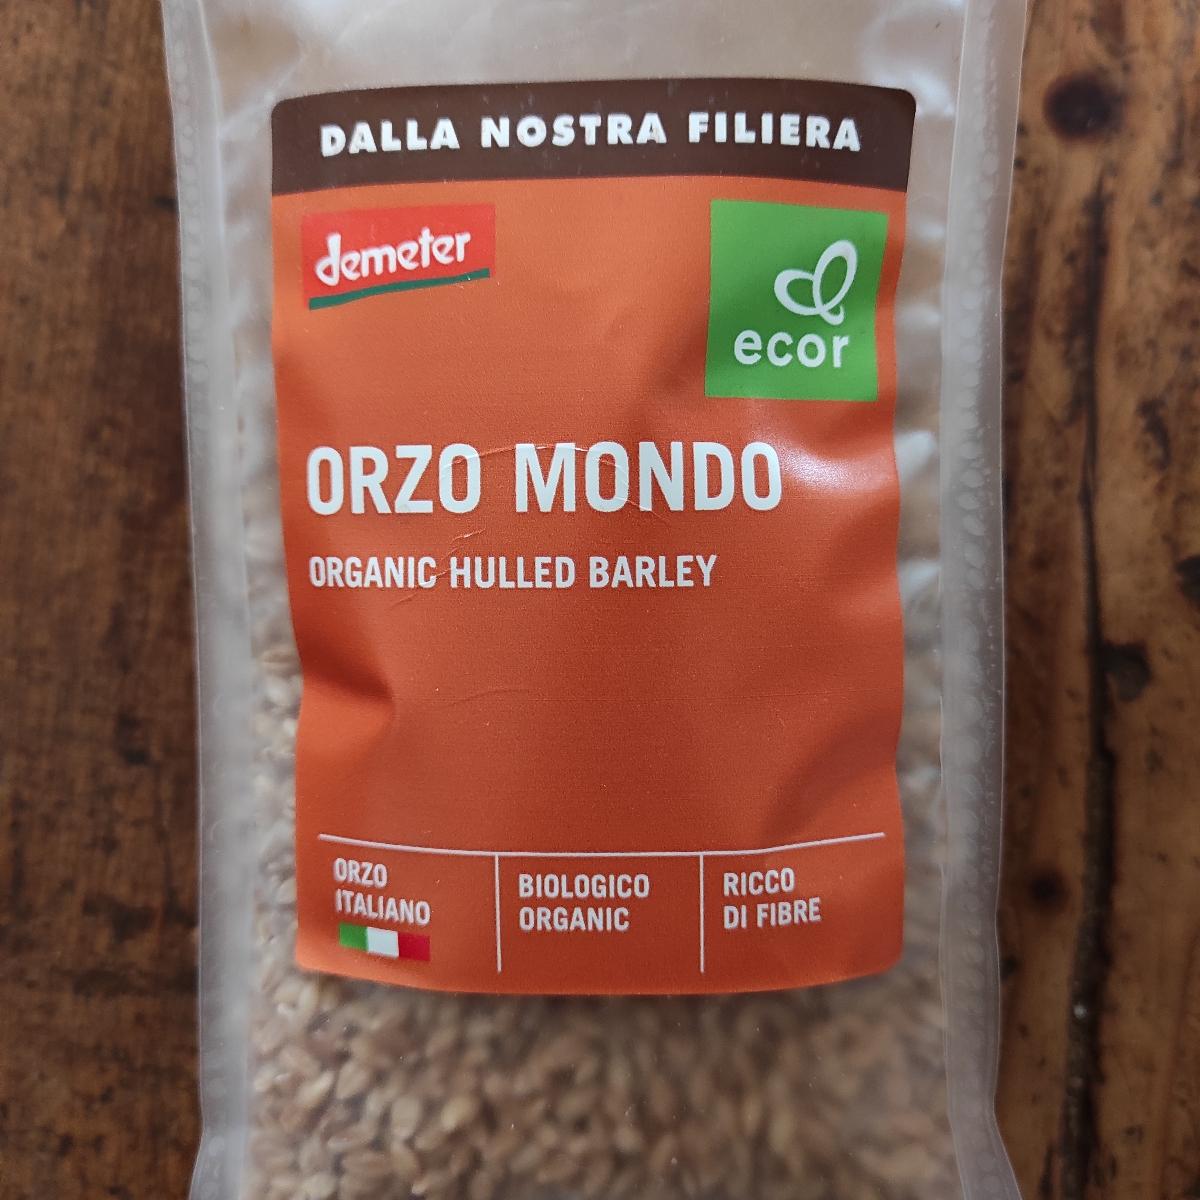 DALLA NOSTRA FILIERA
demeter
ecor
ORZO MONDO
ORGANIC HULLED BARLEY
ORZO
ITALIANO
BIOLOGICO
ORGANIC
RICCO
DI FIBRE